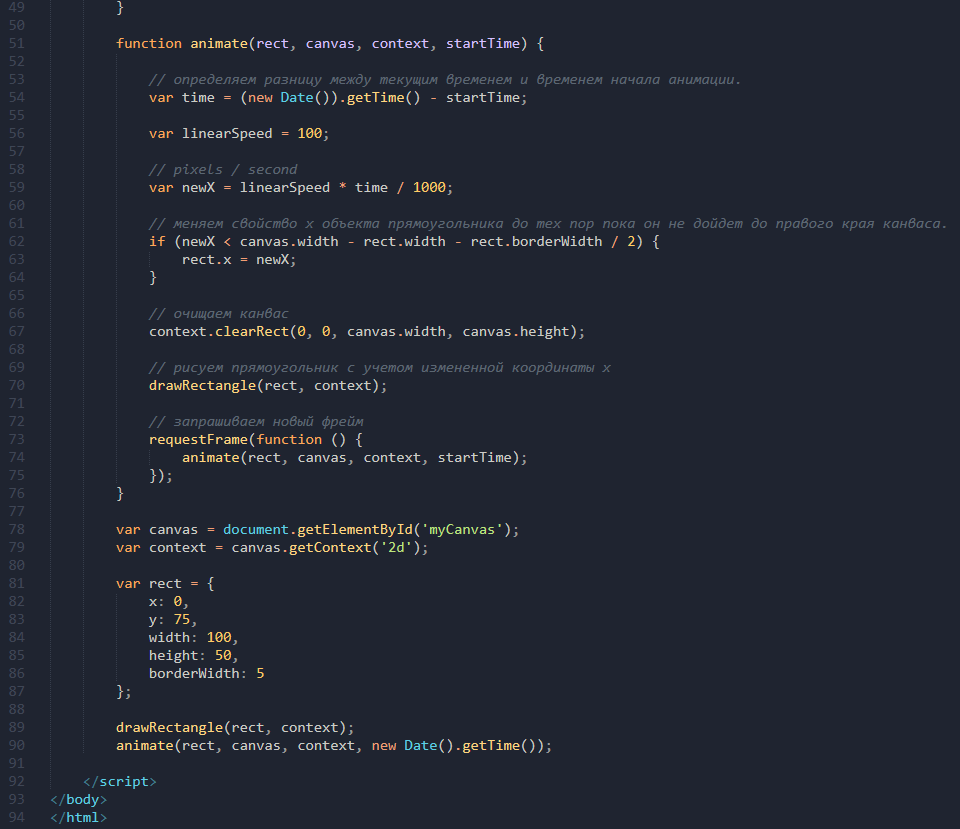 49 }
50
51 function animate(rect, canvas, context, startTime) {
52
53 // определяем разницу между текущим временем и временем начала анимации.
54 var time = (new Date()).getTime() - startTime;
55
56 var linearSpeed = 100;
57
58 // pixels / second
59 var newX = linearSpeed * time / 1000;
60
61 // меняем свойство x объекта прямоугольника до тех пор пока он не дойдет до правого края канваса.
62 if (newX < canvas.width - rect.width - rect.borderWidth / 2) {
63 rect.x = newX;
64 }
65
66 // очищаем канвас
67 context.clearRect(0, 0, canvas.width, canvas.height);
68
69 // рисуем прямоугольник с учетом измененной координаты x
70 drawRectangle(rect, context);
71
72 // запрашиваем новый фрейм
73 requestFrame(function () {
74 animate(rect, canvas, context, startTime);
75 });
76 }
77
78 var canvas = document.getElementById('myCanvas');
79 var context = canvas.getContext('2d');
80
81 var rect = {
82 x: 0,
83 y: 75,
84 width: 100,
85 height: 50,
86 borderWidth: 5
87 };
88
89 drawRectangle(rect, context);
90 animate(rect, canvas, context, new Date().getTime());
91
92 </script>
93 </body>
94 </html>